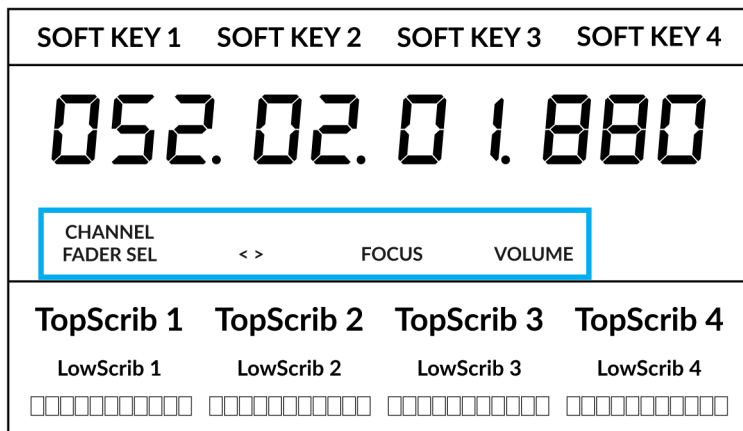 SOFT KEY 1 SOFT KEY 2 SOFT KEY 3 SOFT KEY 4
052.02.01.880
CHANNEL
FADER SEL < > FOCUS VOLUME
TopScrib 1 TopScrib 2 TopScrib 3 TopScrib 4
LowScrib 1 LowScrib 2 LowScrib 3 LowScrib 4